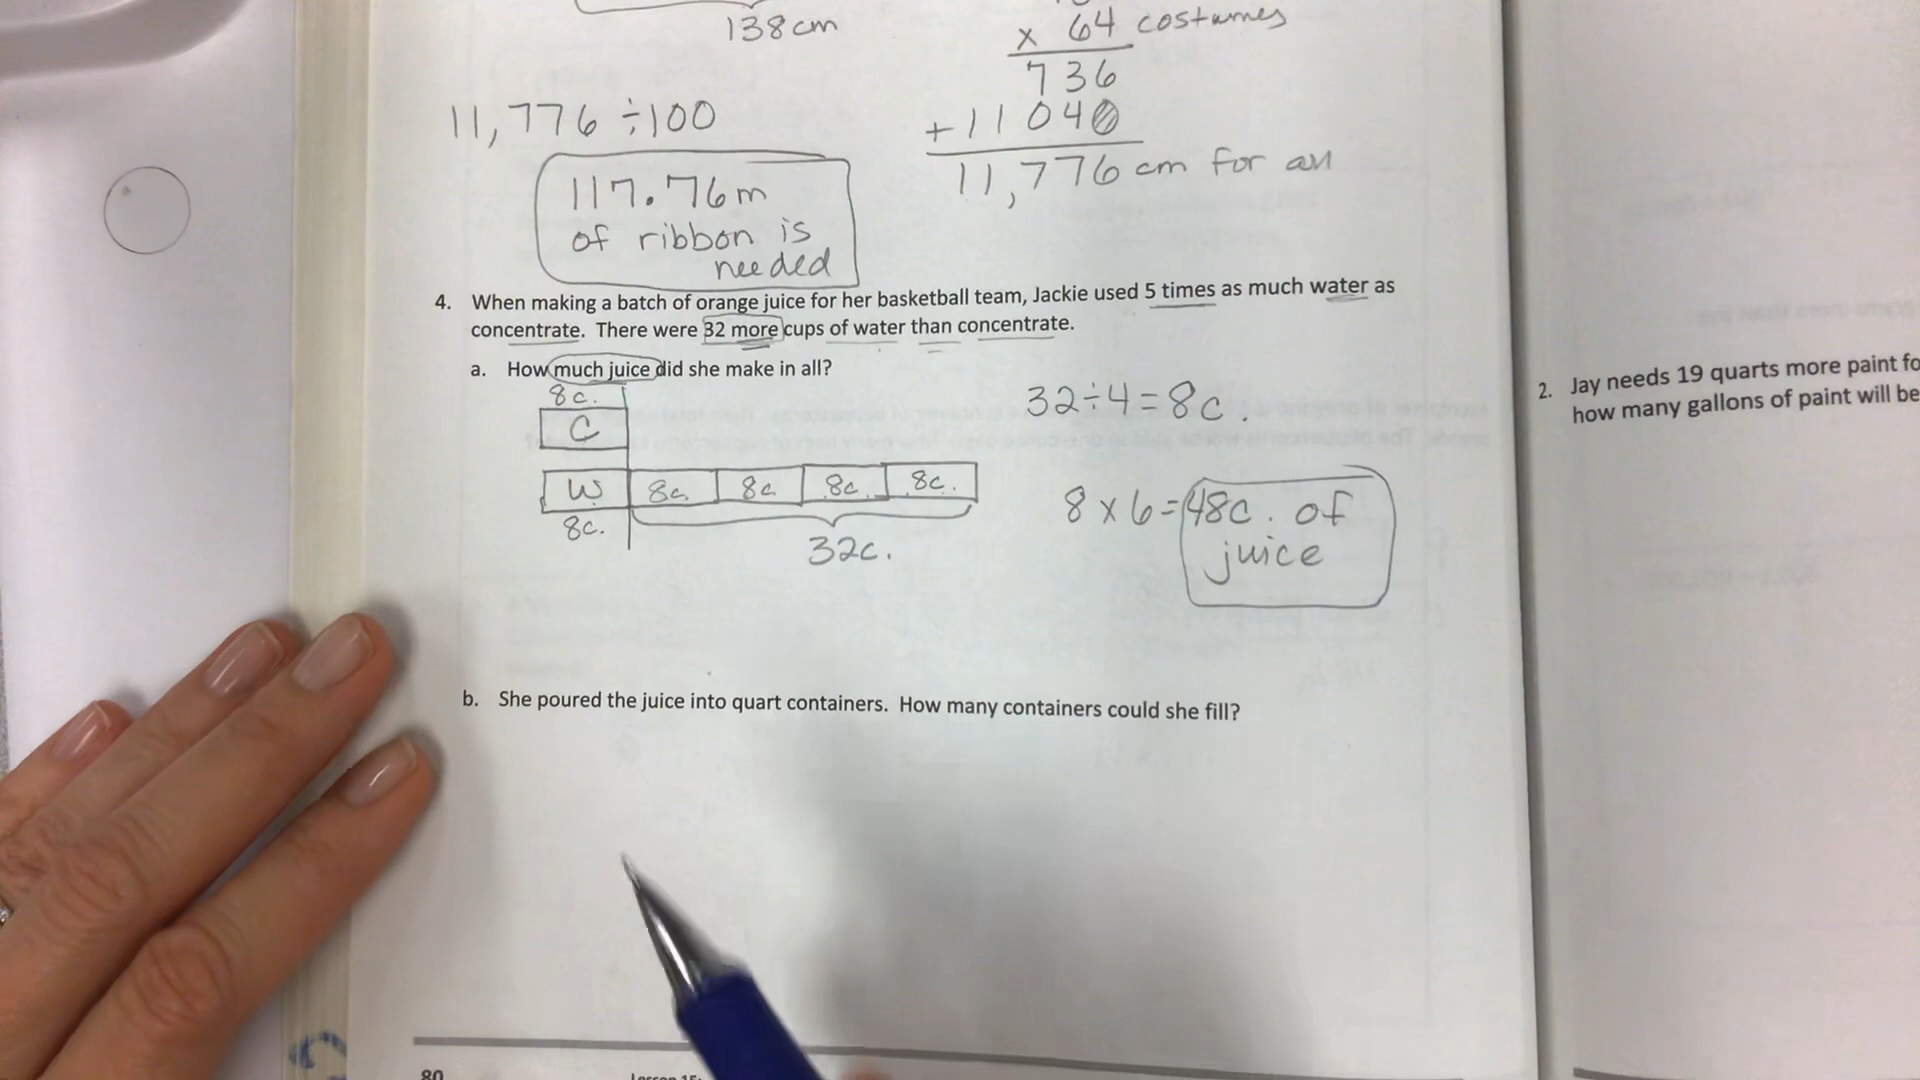 138cm
x 64 costumes
736
+11040
11,776 cm for all
11,776 ÷100
117.76m
of ribbon is
needed
4. When making a batch of orange juice for her basketball team, Jackie used 5 times as much water as
concentrate. There were 32 more cups of water than concentrate.
a. How much juice did she make in all?
8c.
C
W 8c. 8c 8c. 8c.
8c.
32c.
32÷4=8c.
8x6=48c. of
juice
b. She poured the juice into quart containers. How many containers could she fill?
80
2. Jay needs 19 quarts more paint fo
how many gallons of paint will be